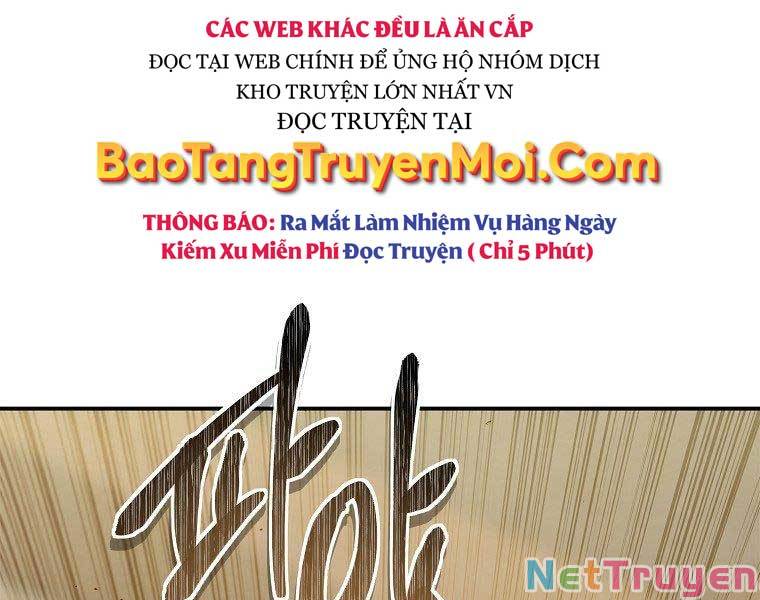 CÁC WEB KHÁC ĐỀU LÀ ĂN CẮP
ĐỌC TẠI WEB CHÍNH ĐỂ ỦNG HỘ NHÓM DỊCH
KHO TRUYỆN LỚN NHẤT VN
ĐỌC TRUYỆN TẠI
BaoTangTruyenMoi.Com
THÔNG BÁO: Ra Mắt Làm Nhiệm Vụ Hàng Ngày
Kiếm Xu Miễn Phí Đọc Truyện ( Chỉ 5 Phút)
NetTruyen